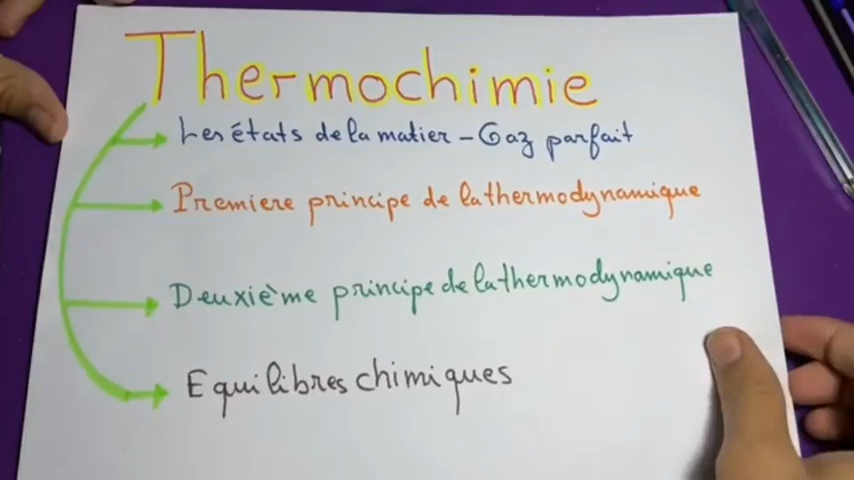 Thermochimie
Les états de la matier - Gaz parfait
Premiere principe de la thermodynamique
Deuxième principe de la thermodynamique
Equilibres chimiques